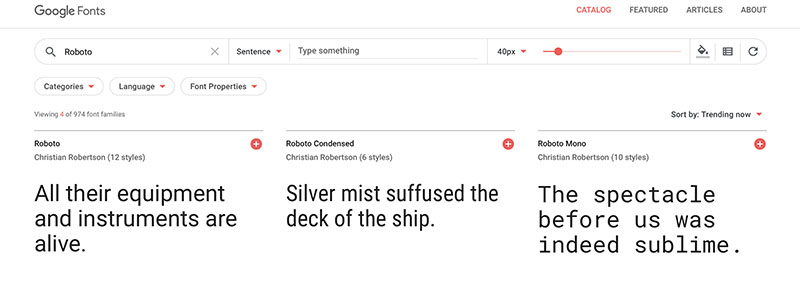 Google Fonts
CATALOG FEATURED ARTICLES ABOUT
Roboto
Sentence Type something
40px
Categories Language Font Properties
Viewing 4 of 974 font families
Sort by: Trending now
Roboto
Christian Robertson (12 styles)
All their equipment
and instruments are
alive.
Roboto Condensed
Christian Robertson (6 styles)
Silver mist suffused the
deck of the ship.
Roboto Mono
Christian Robertson (10 styles)
The spectacle
before us was
indeed sublime.